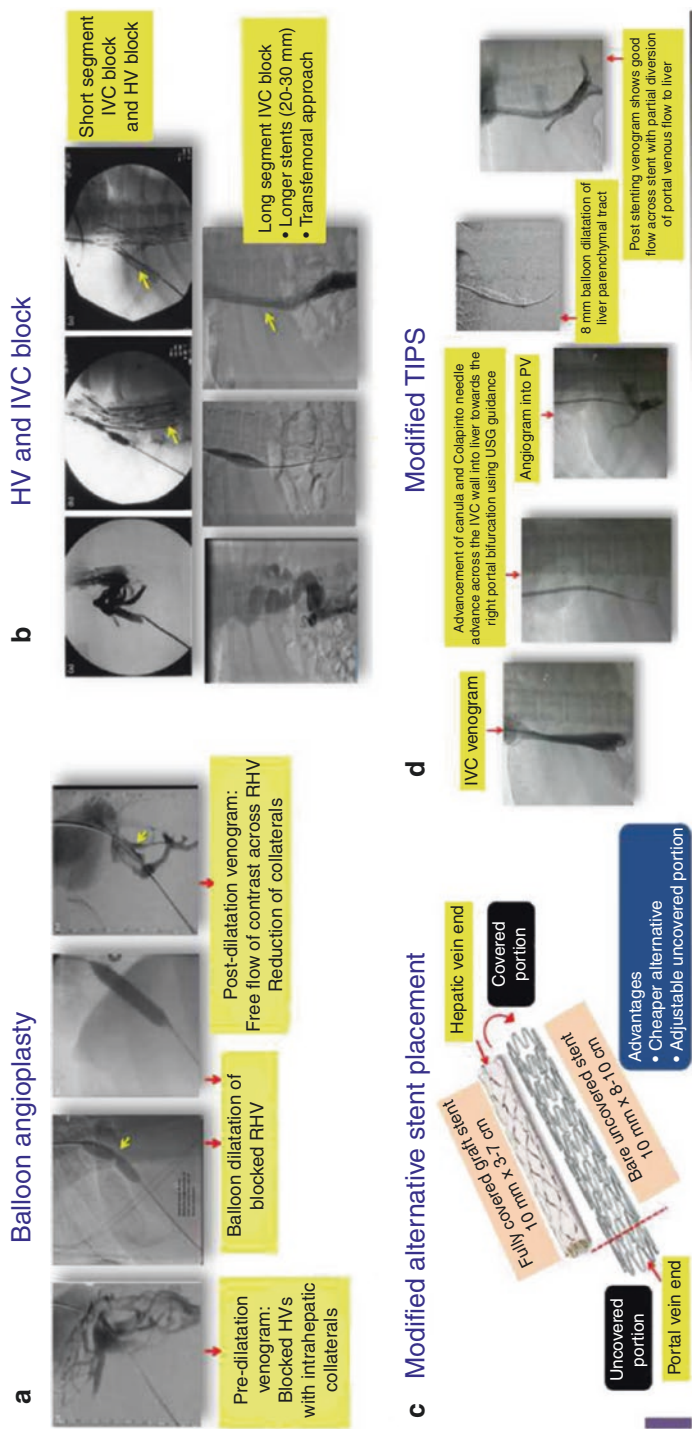 a
Balloon angioplasty
Pre-dilatation
venogram:
Blocked HVs
with intrahepatic
collaterals
Balloon dilatation of
blocked RHV
Post-dilatation venogram:
Free flow of contrast across RHV
Reduction of collaterals
b
HV and IVC block
Short segment
IVC block
and HV block
Long segment IVC block
• Longer stents (20-30 mm)
• Transfemoral approach
c
Modified alternative stent placement
Hepatic vein end
Covered
portion
Fully covered graft stent
10 mm x 3-7 cm
Bare uncovered stent
10 mm x 8-10 cm
Uncovered
portion
Portal vein end
Advantages
• Cheaper alternative
• Adjustable uncovered portion
d
Modified TIPS
IVC venogram
Advancement of canula and Colapinto needle
advance across the IVC wall into liver towards the
right portal bifurcation using USG guidance
Angiogram into PV
8 mm balloon dilatation of
liver parenchymal tract
Post stenting venogram shows good
flow across stent with partial diversion
of portal venous flow to liver